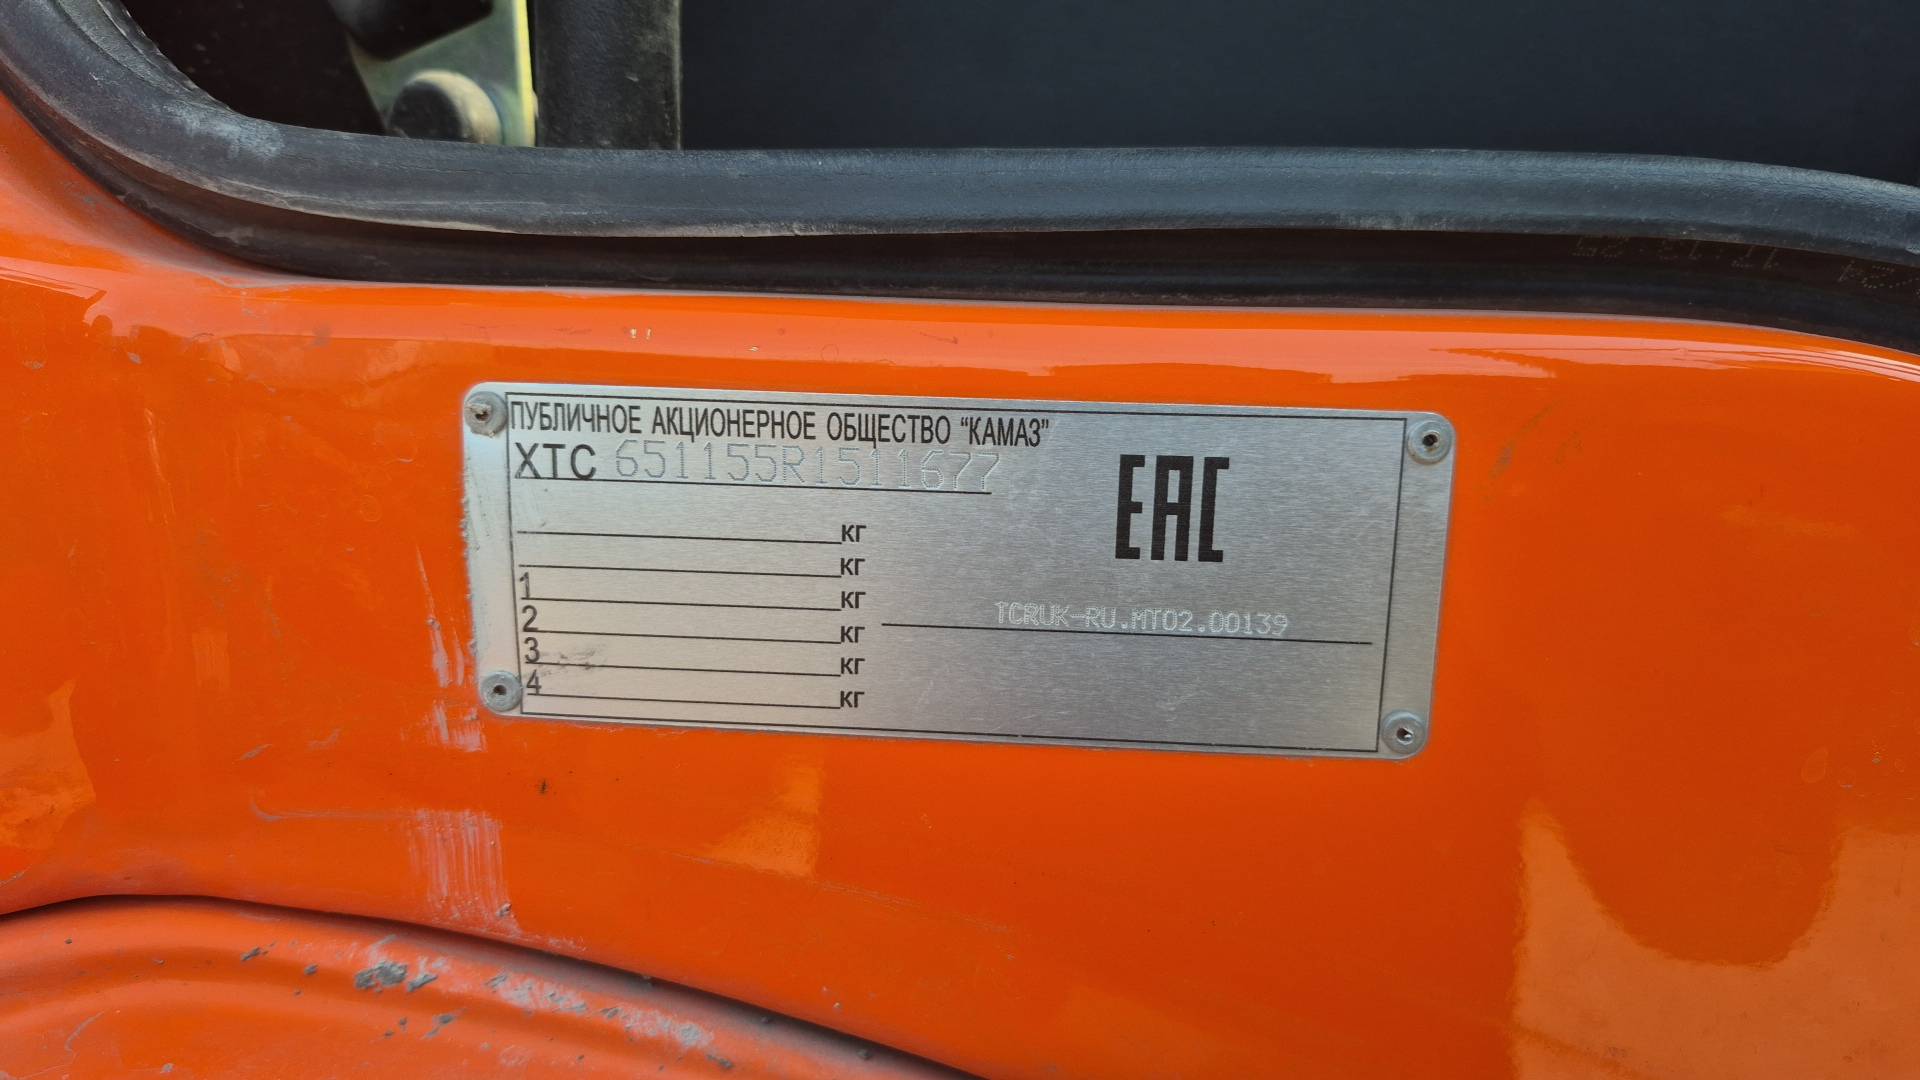 ПУБЛИЧНОЕ АКЦИОНЕРНОЕ ОБЩЕСТВО “КАМАЗ”
XTC 651155R1511677
EAC
КГ
КГ
1 КГ
2 КГ
3 КГ
4 КГ
TCRUK-RU.MT02.00139